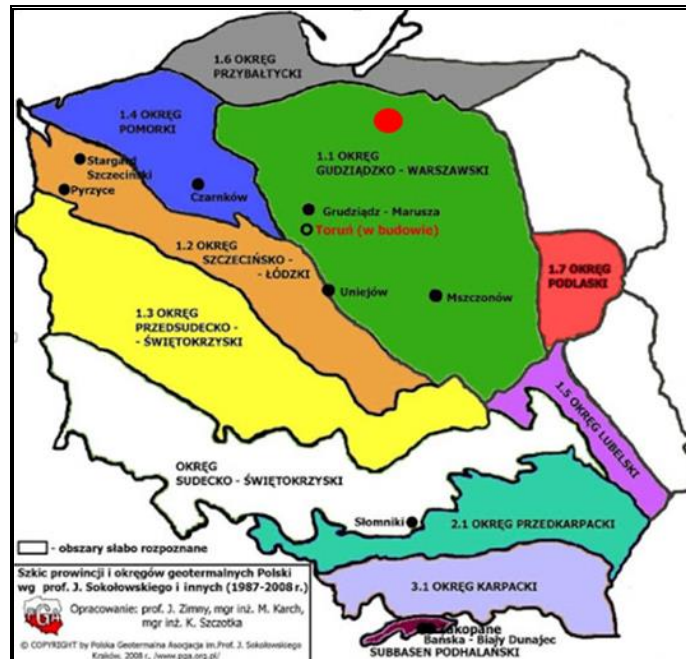 1.6 OKRĘG
PRZYBAŁTYCKI
1.4 OKRĘG
POMORKI
Stargard
Szczeciński
Pyrzyce
Czarnków
1.1 OKRĘG
GUDZIĄDZKO - WARSZAWSKI
Grudziądz - Marusza
Toruń (w budowie)
1.2 OKRĘG
SZCZECIŃSKO -
- ŁÓDZKI
Uniejów
Mszczonów
1.7 OKRĘG
PODLASKI
1.3 OKRĘG
PRZEDSUDECKO -
- ŚWIĘTOKRZYSKI
1.5 OKRĘG LUBELSKI
OKRĘG
SUDECKO - ŚWIĘTOKRZYSKI
Słomniki
2.1 OKRĘG PRZEDKARPACKI
- obszary słabo rozpoznane
3.1 OKRĘG KARPACKI
Zakopane
Bańska - Biały Dunajec
SUBBASEN PODHALAŃSKI
Szkic prowincji i okręgów geotermalnych Polski
wg prof. J. Sokołowskiego i innych (1987-2008 r.)
Opracowanie: prof. J. Zimny, mgr inż. M. Karch,
mgr inż. K. Szczotka
© COPYRIGHT by Polska Geotermalna Asocjacja im.Prof. J. Sokołowskiego
Kraków, 2008 r., /www.pga.org.pl/